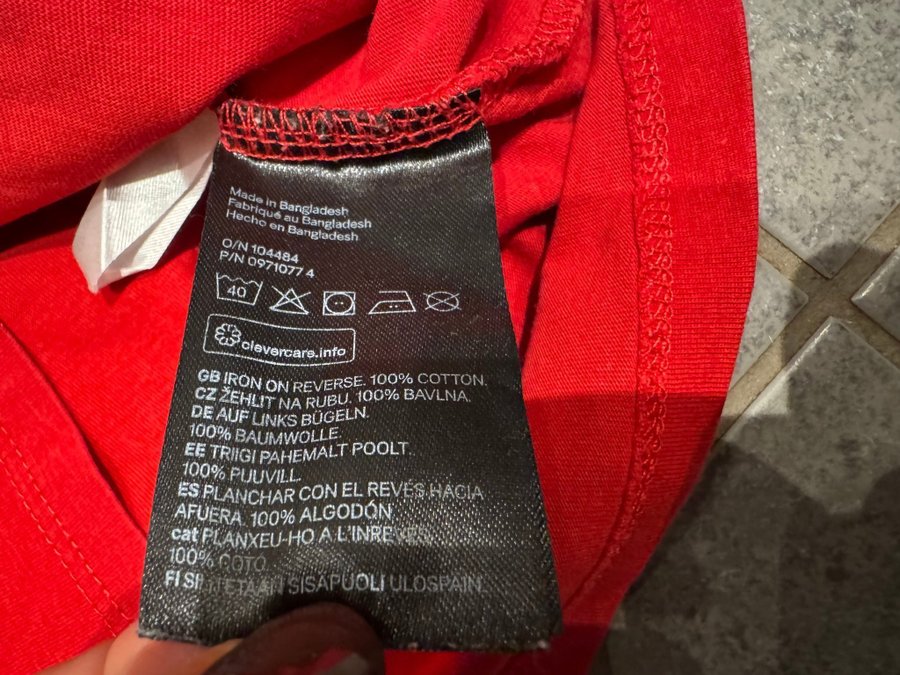 Made in Bangladesh
Fabriqué au Bangladesh
Hecho en Bangladesh
O/N 104484
P/N 0971077 4
40
clevercare.info
GB IRON ON REVERSE. 100% COTTON.
CZ ŽEHLIT NA RUBU. 100% BAVLNA.
DE AUF LINKS BÜGELN.
100% BAUMWOLLE
EE TRIIGI PAHEMALT POOLT.
100% PUUVILL.
ES PLANCHAR CON EL REVÉS HACIA
AFUERA. 100% ALGODÓN
cat PLANXEU-HO A L'INREVÉS.
100% COTÓ.
FI SILITETÄÄN SISÄPUOLI ULOSPÄIN.